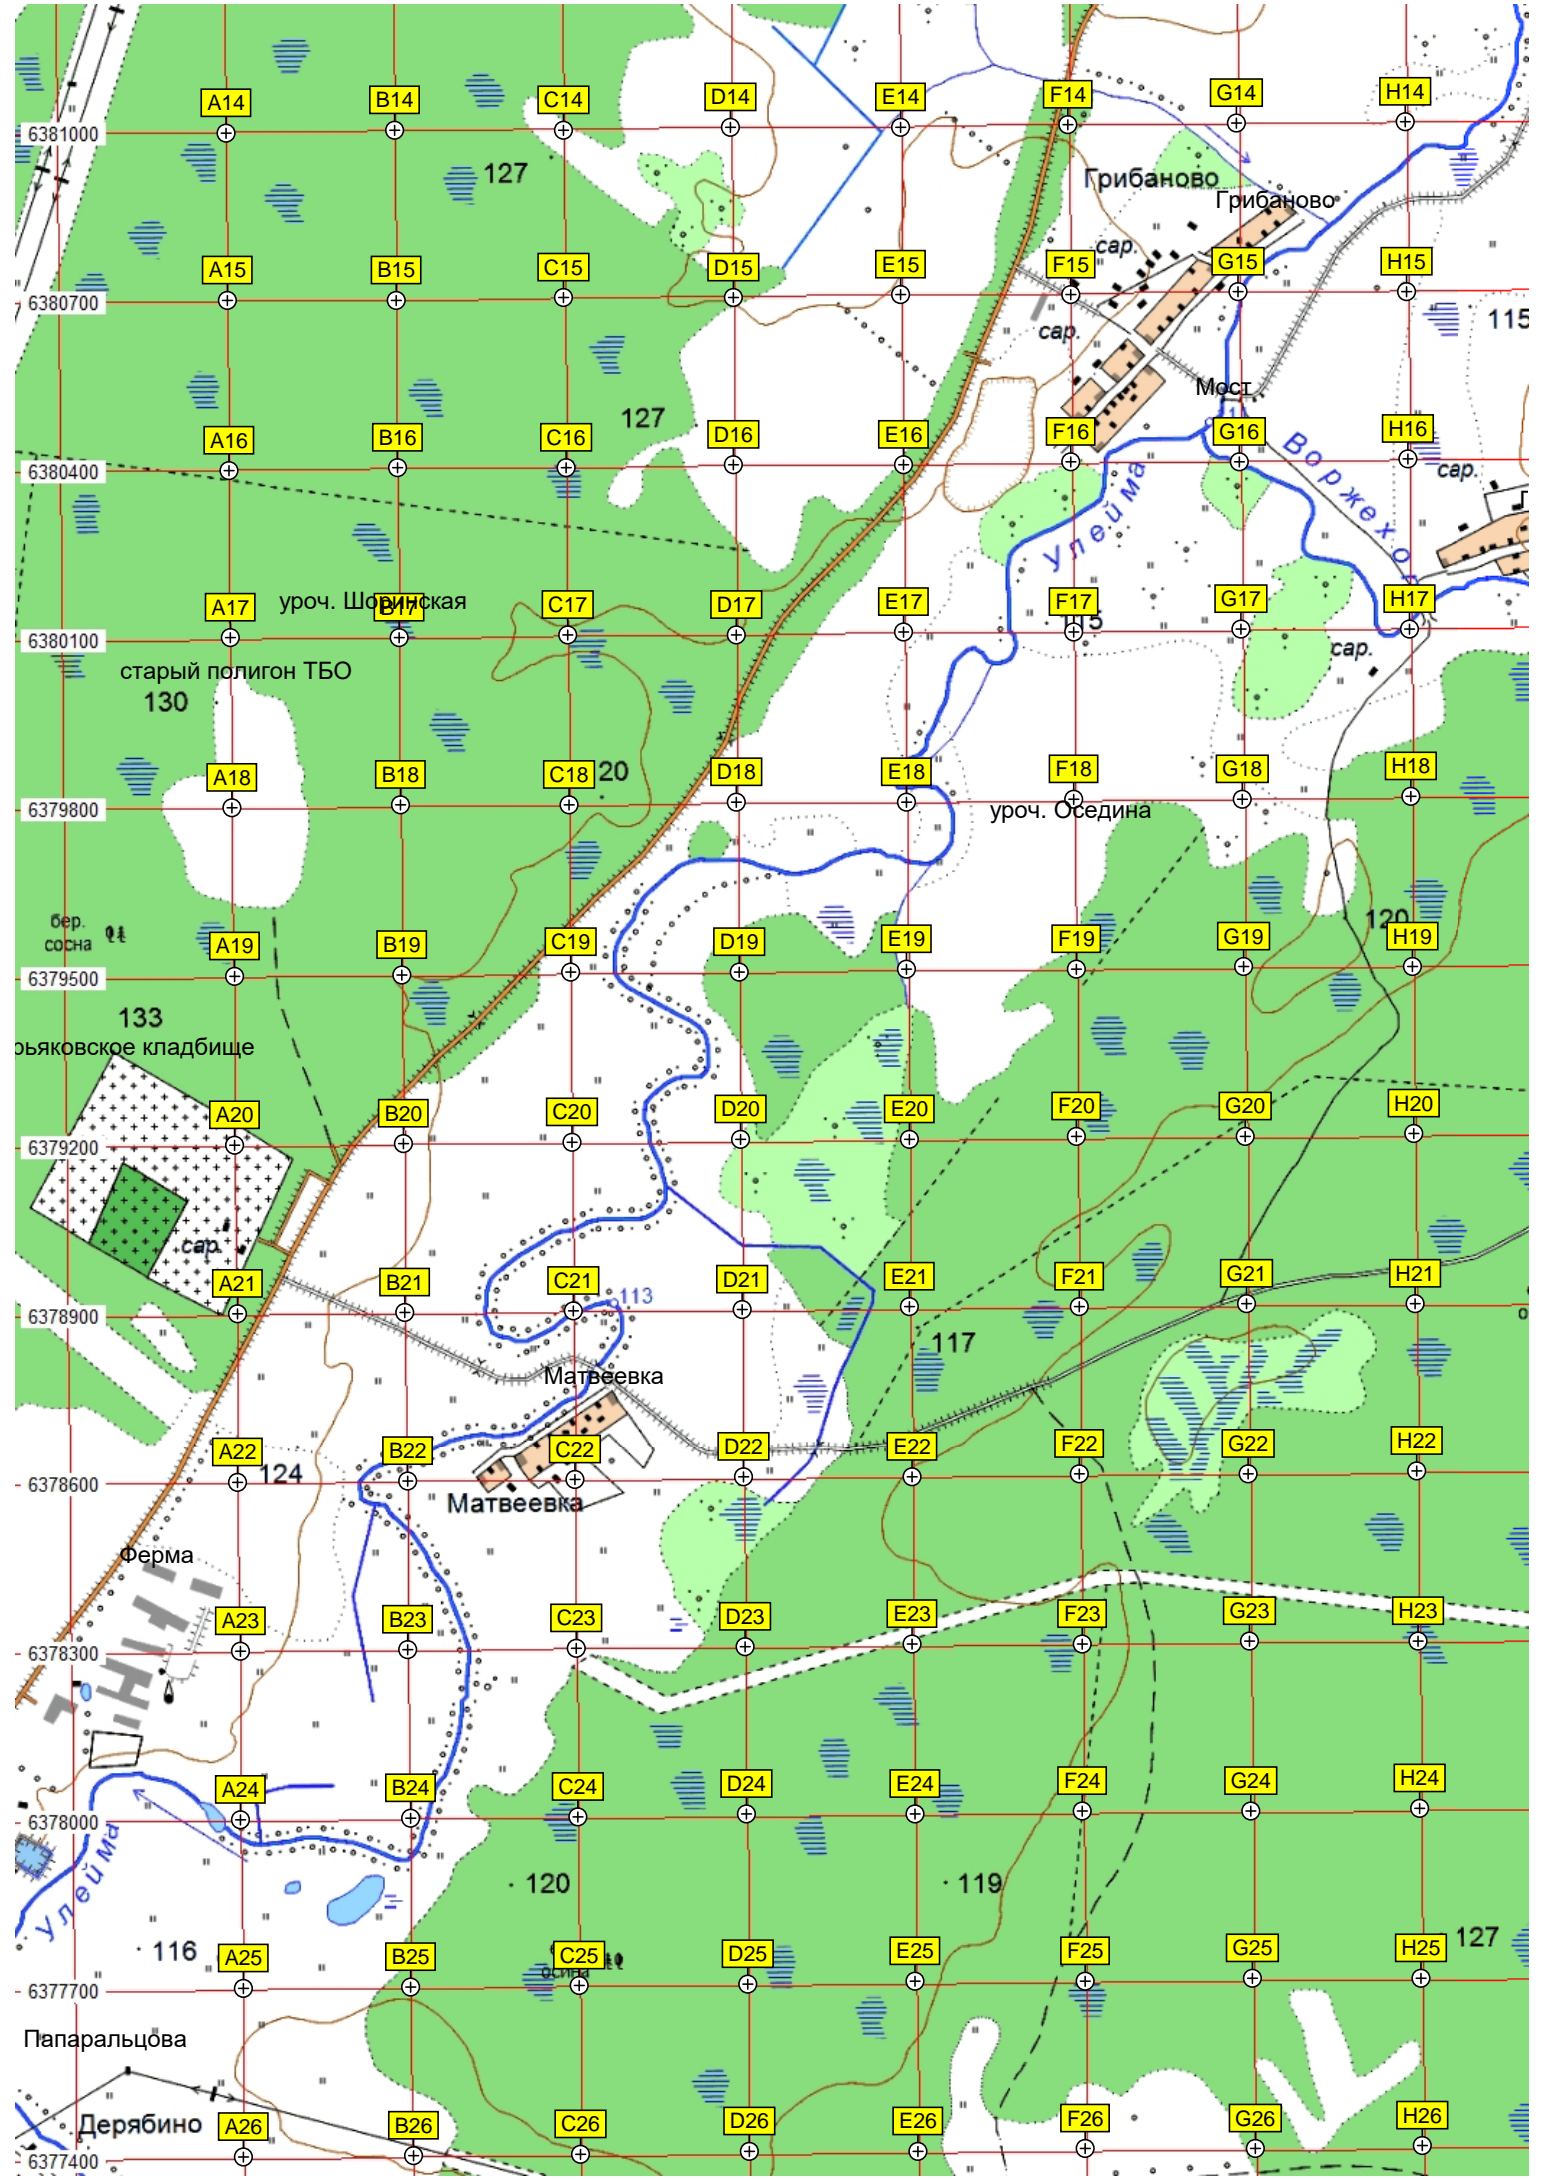 A14 B14 C14 D14 E14 F14 G14 H14
6381000
127
Грибаново
Грибаново
сар.
A15 B15 C15 D15 E15 F15 G15 H15
6380700
115
сар.
Мост
127
A16 B16 C16 D16 E16 F16 G16 H16
6380400
сар.
Улейма
уроч. Шоринская
A17 B17 C17 D17 E17 F17 G17 H17
115
6380100
сар.
старый полигон ТБО
130
A18 B18 C18 20 D18 E18 F18 G18 H18
6379800
уроч. Оседина
120
бер.
сосна
A19 B19 C19 D19 E19 F19 G19 H19
6379500
133
рьяковское кладбище
A20 B20 C20 D20 E20 F20 G20 H20
6379200
сар.
A21 B21 C21 D21 E21 F21 G21 H21
113
6378900
117
Матвеевка
A22 B22 C22 D22 E22 F22 G22 H22
124
6378600
Матвеевка
Ферма
A23 B23 C23 D23 E23 F23 G23 H23
6378300
A24 B24 C24 D24 E24 F24 G24 H24
6378000
Улейма
120
119
116
127
A25 B25 C25 D25 E25 F25 G25 H25
осина
6377700
Папаральцова
Дерябино
A26 B26 C26 D26 E26 F26 G26 H26
6377400